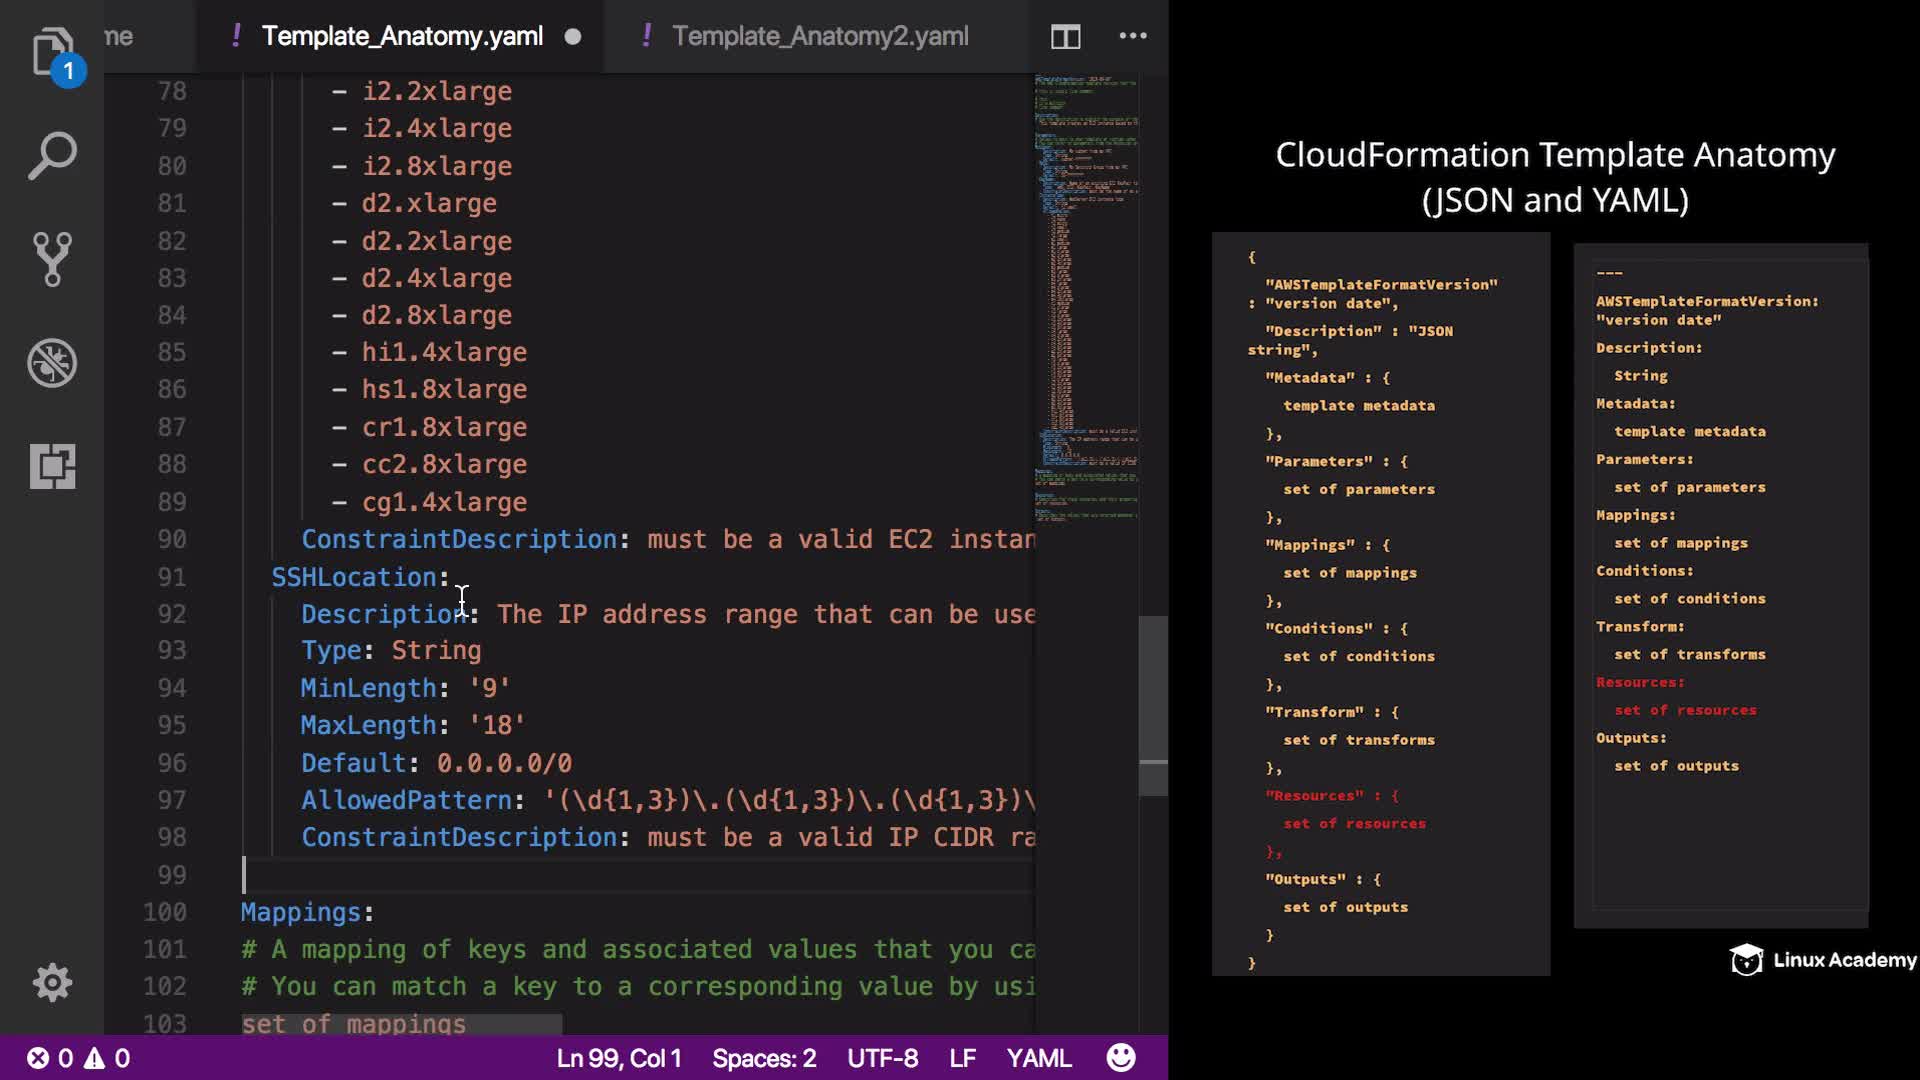 1
me
! Template_Anatomy.yaml
! Template_Anatomy2.yaml
78 - i2.2xlarge
79 - i2.4xlarge
80 - i2.8xlarge
81 - d2.xlarge
82 - d2.2xlarge
83 - d2.4xlarge
84 - d2.8xlarge
85 - hi1.4xlarge
86 - hs1.8xlarge
87 - cr1.8xlarge
88 - cc2.8xlarge
89 - cg1.4xlarge
90 ConstraintDescription: must be a valid EC2 instan
91 SSHLocation:
92 Description: The IP address range that can be use
93 Type: String
94 MinLength: '9'
95 MaxLength: '18'
96 Default: 0.0.0.0/0
97 AllowedPattern: '(\d{1,3})\.(\d{1,3})\.(\d{1,3})\
98 ConstraintDescription: must be a valid IP CIDR ra
99
100 Mappings:
101 # A mapping of keys and associated values that you ca
102 # You can match a key to a corresponding value by usi
103 set of mappings
0 0
Ln 99, Col 1
Spaces: 2
UTF-8
LF
YAML
CloudFormation Template Anatomy
(JSON and YAML)
{
"AWSTemplateFormatVersion"
: "version date",
"Description" : "JSON
string",
"Metadata" : {
template metadata
},
"Parameters" : {
set of parameters
},
"Mappings" : {
set of mappings
},
"Conditions" : {
set of conditions
},
"Transform" : {
set of transforms
},
"Resources" : {
set of resources
},
"Outputs" : {
set of outputs
}
}
---
AWSTemplateFormatVersion:
"version date"
Description:
String
Metadata:
template metadata
Parameters:
set of parameters
Mappings:
set of mappings
Conditions:
set of conditions
Transform:
set of transforms
Resources:
set of resources
Outputs:
set of outputs
Linux Academy